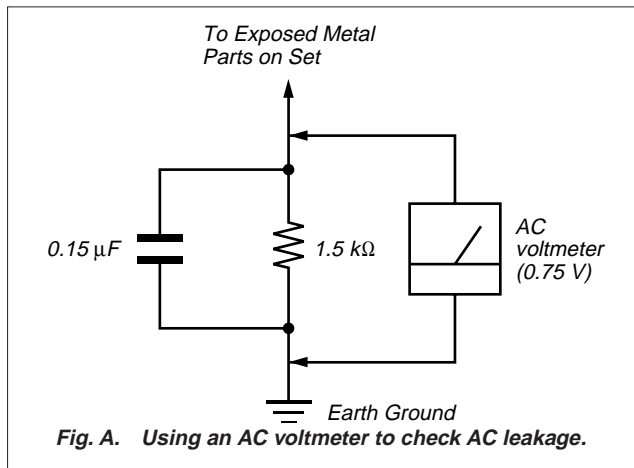 To Exposed Metal
Parts on Set
0.15 μF
1.5 kΩ
AC
voltmeter
(0.75 V)
Earth Ground
Fig. A. Using an AC voltmeter to check AC leakage.